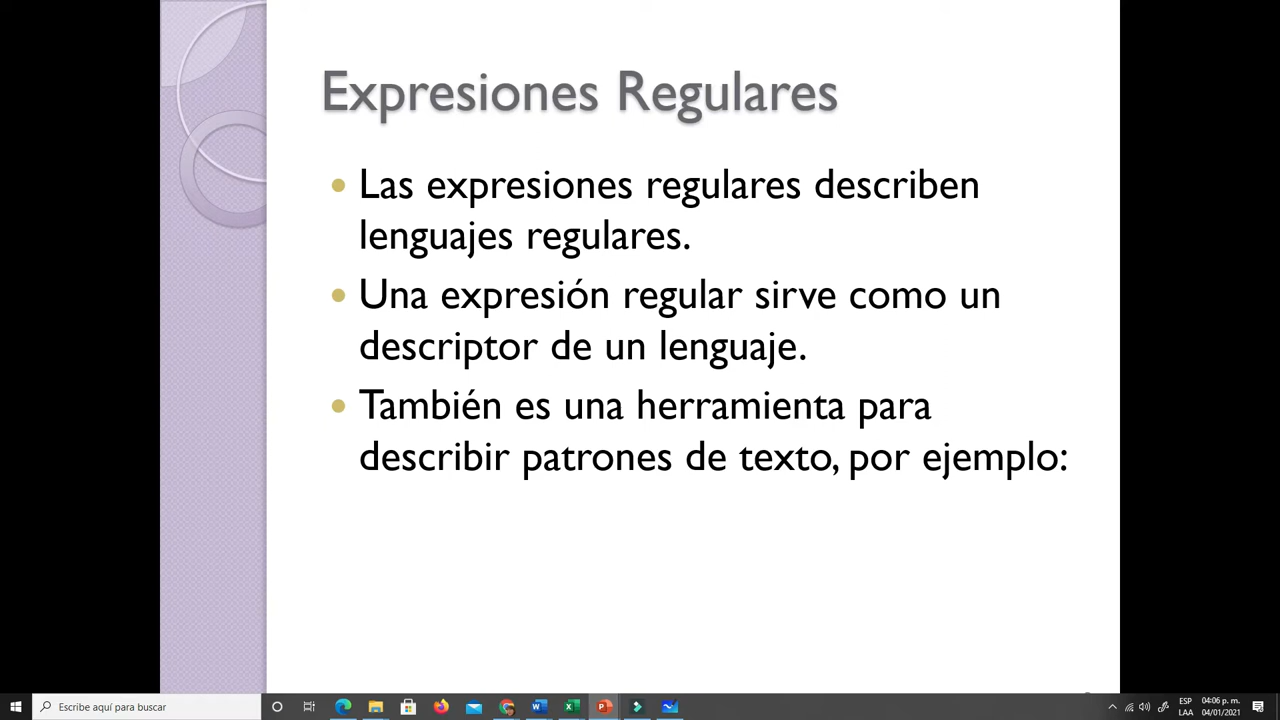 Expresiones Regulares
Las expresiones regulares describen
lenguajes regulares.
Una expresión regular sirve como un
descriptor de un lenguaje.
También es una herramienta para
describir patrones de texto, por ejemplo:
Escribe aquí para buscar
ESP
LAA
04:06 p. m.
04/01/2021